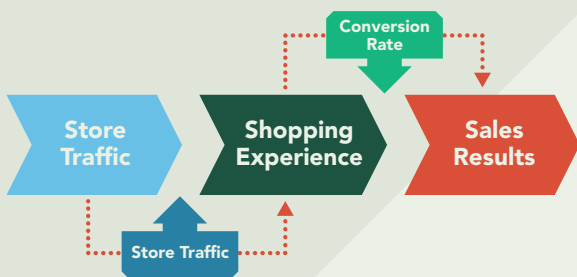 Conversion
Rate
Store
Traffic
Shopping
Experience
Sales
Results
Store Traffic